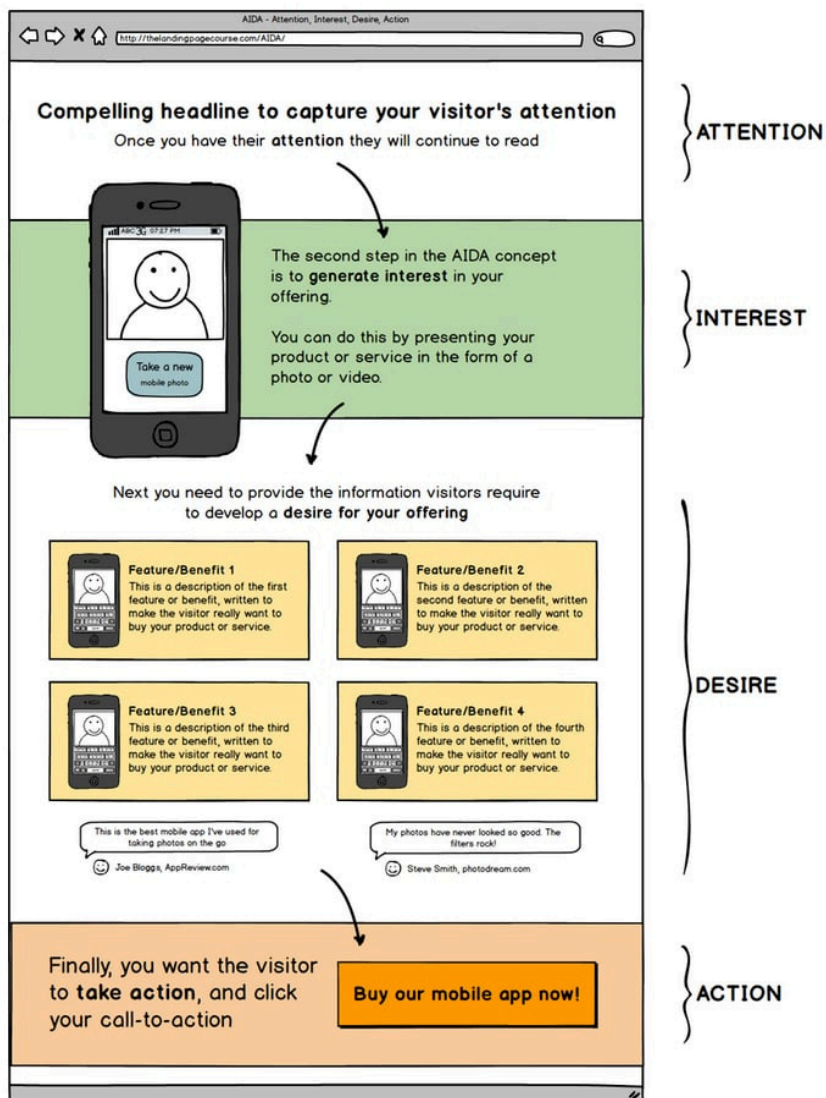 AIDA - Attention, Interest, Desire, Action
http://thelandingpagecourse.com/AIDA/
Compelling headline to capture your visitor's attention
Once you have their attention they will continue to read
ATTENTION
ABC 3G 07:27 PM
Take a new
mobile photo
The second step in the AIDA concept
is to generate interest in your
offering.
You can do this by presenting your
product or service in the form of a
photo or video.
INTEREST
Next you need to provide the information visitors require
to develop a desire for your offering
Feature/Benefit 1
This is a description of the first
feature or benefit, written to
make the visitor really want to
buy your product or service.
Feature/Benefit 2
This is a description of the
second feature or benefit, written
to make the visitor really want to
buy your product or service.
Feature/Benefit 3
This is a description of the third
feature or benefit, written to
make the visitor really want to
buy your product or service.
Feature/Benefit 4
This is a description of the fourth
feature or benefit, written to
make the visitor really want to
buy your product or service.
This is the best mobile app I've used for
taking photos on the go
Joe Bloggs, AppReview.com
My photos have never looked so good. The
filters rock!
Steve Smith, photodream.com
DESIRE
Finally, you want the visitor
to take action, and click
your call-to-action
Buy our mobile app now!
ACTION